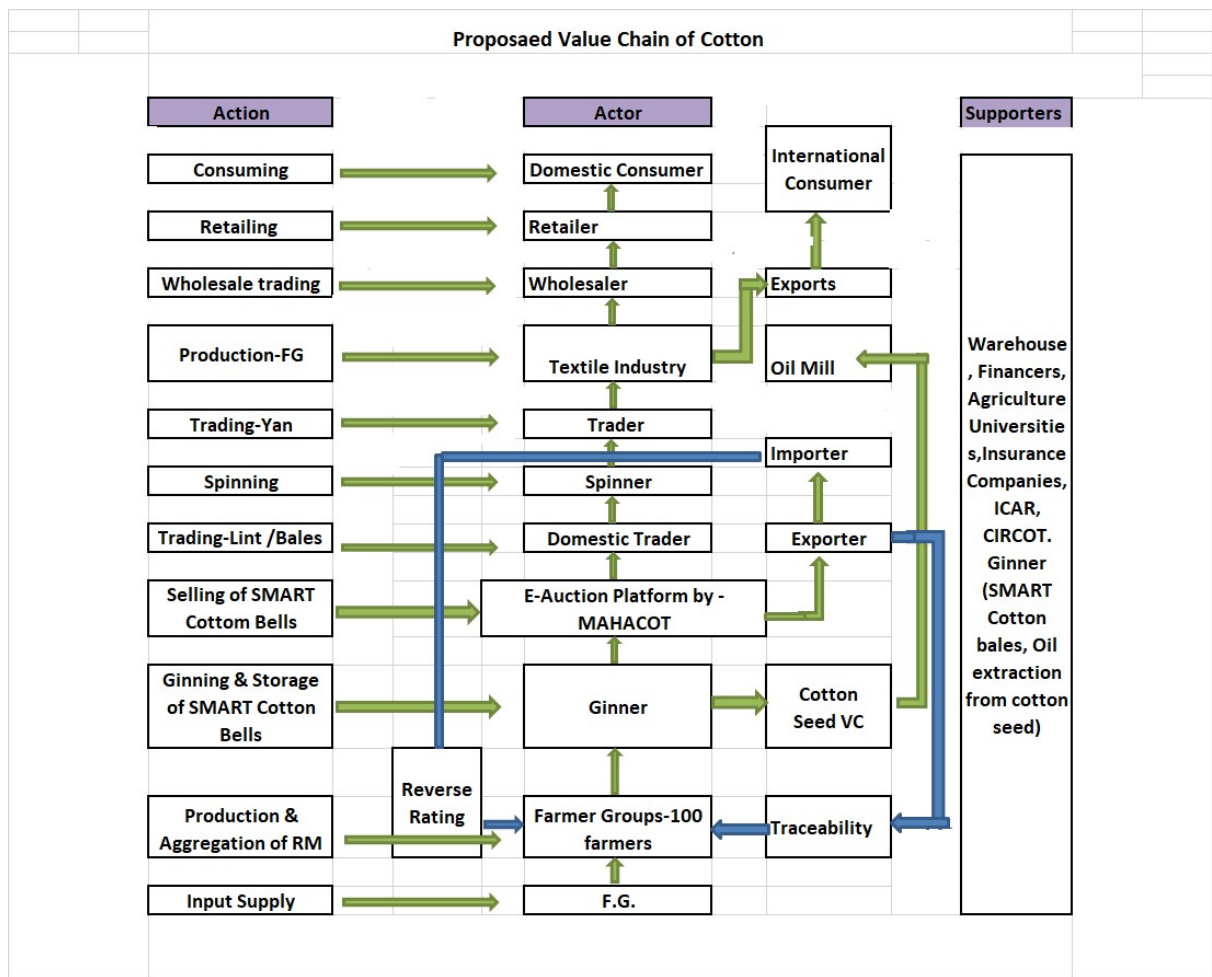 Proposaed Value Chain of Cotton
Action
Actor
Supporters
Consuming
Domestic Consumer
International
Consumer
Retailing
Retailer
Wholesale trading
Wholesaler
Exports
Production-FG
Textile Industry
Oil Mill
Trading-Yan
Trader
Importer
Spinning
Spinner
Trading-Lint /Bales
Domestic Trader
Exporter
Selling of SMART
Cottom Bells
E-Auction Platform by -
MAHACOT
Ginning & Storage
of SMART Cotton
Bells
Ginner
Cotton
Seed VC
Reverse
Rating
Production &
Aggregation of RM
Farmer Groups-100
farmers
Traceability
Input Supply
F.G.
Warehouse
, Financers,
Agriculture
Universitie
s,Insurance
Companies,
ICAR,
CIRCOT.
Ginner
(SMART
Cotton
bales, Oil
extraction
from cotton
seed)